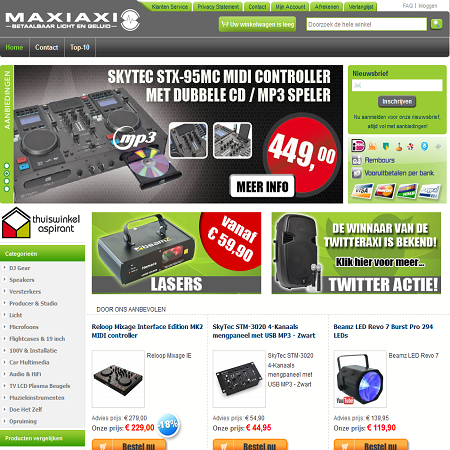 Klanten Service
Privacy Statement
Contact
My Account
Afrekenen
Verlanglijst
FAQ | Inloggen
MAXIAXI
BETAALBAAR LICHT EN GELUID
Uw winkelwagen is leeg
Doorzoek de hele winkel
Home
Contact
Top-10
AANBIEDINGEN
SKYTEC STX-95MC MIDI CONTROLLER
MET DUBBELE CD / MP3 SPELER
mp3
449,00
MEER INFO
Nieuwsbrief
Inschrijven
Nu aanmelden voor onze nieuwsbrief,
altijd vol met aanbiedingen!
Rembours
Vooruitbetalen per bank
VISA
thuiswinkel
aspirant
beamz
vanaf
€ 59,90
LASERS
DE WINNAAR VAN DE
TWITTERAXI IS BEKEND!
Klik hier voor meer...
TWITTER ACTIE!
Categorieën
DJ Gear
Speakers
Versterkers
Producer & Studio
Licht
Microfoons
Flightcases & 19 inch
100V & Installatie
Car Multimedia
Audio & HiFi
TV LCD Plasma Beugels
Muziekinstrumenten
Doe Het Zelf
Opruiming
Producten vergelijken
DOOR ONS AANBEVOLEN
Reloop Mixage Interface Edition MK2
MIDI controller
Reloop Mixage IE
Advies prijs: € 279,00
Onze prijs: € 229,00
-18%
Bestel nu
SkyTec STM-3020 4-Kanaals
mengpaneel met USB MP3 - Zwart
SkyTec STM-3020
4-Kanaals
mengpaneel met
USB MP3 - Zwart
Advies prijs: € 54,90
Onze prijs: € 44,95
Bestel nu
Beamz LED Revo 7 Burst Pro 294
LEDs
Beamz LED Revo 7
YouTube
Advies prijs: € 139,95
Onze prijs: € 119,90
Bestel nu